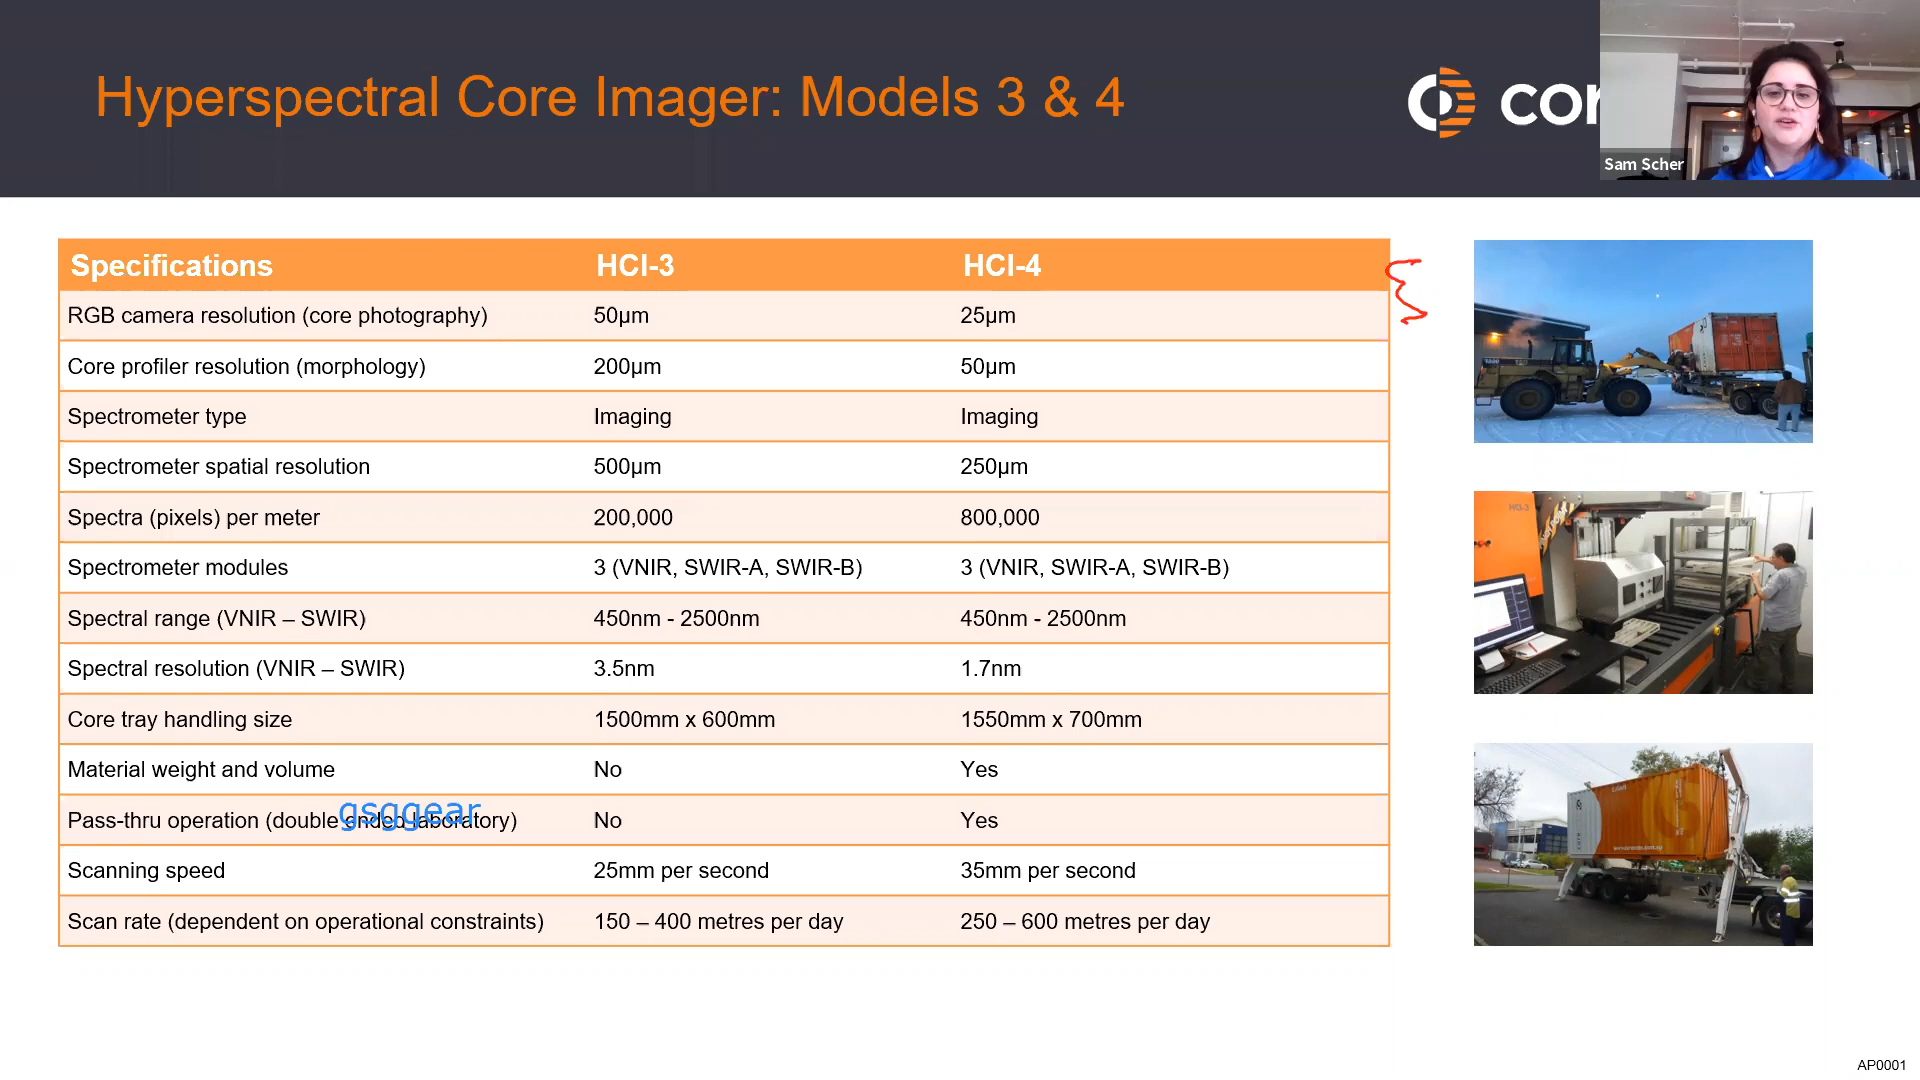 Hyperspectral Core Imager: Models 3 & 4
Sam Scher
Specifications HCI-3 HCI-4
RGB camera resolution (core photography) 50µm 25µm
Core profiler resolution (morphology) 200µm 50µm
Spectrometer type Imaging Imaging
Spectrometer spatial resolution 500µm 250µm
Spectra (pixels) per meter 200,000 800,000
Spectrometer modules 3 (VNIR, SWIR-A, SWIR-B) 3 (VNIR, SWIR-A, SWIR-B)
Spectral range (VNIR – SWIR) 450nm - 2500nm 450nm - 2500nm
Spectral resolution (VNIR – SWIR) 3.5nm 1.7nm
Core tray handling size 1500mm x 600mm 1550mm x 700mm
Material weight and volume No Yes
gsggear
Pass-thru operation (double ended laboratory) No Yes
Scanning speed 25mm per second 35mm per second
Scan rate (dependent on operational constraints) 150 – 400 metres per day 250 – 600 metres per day
HCI-3
AP0001